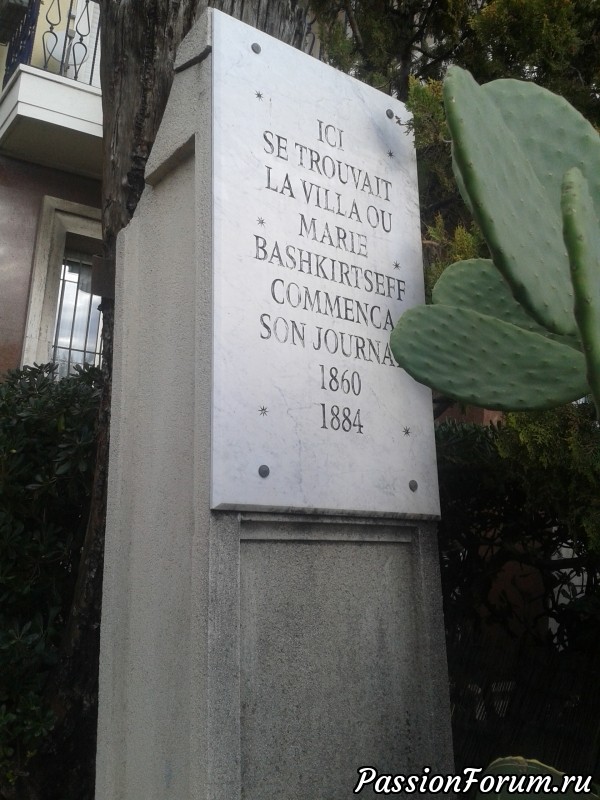 ICI
SE TROUVAIT
LA VILLA OU
MARIE
BASHKIRTSEFF
COMMENCA
SON JOURNA
1860
1884
PassionForum.ru